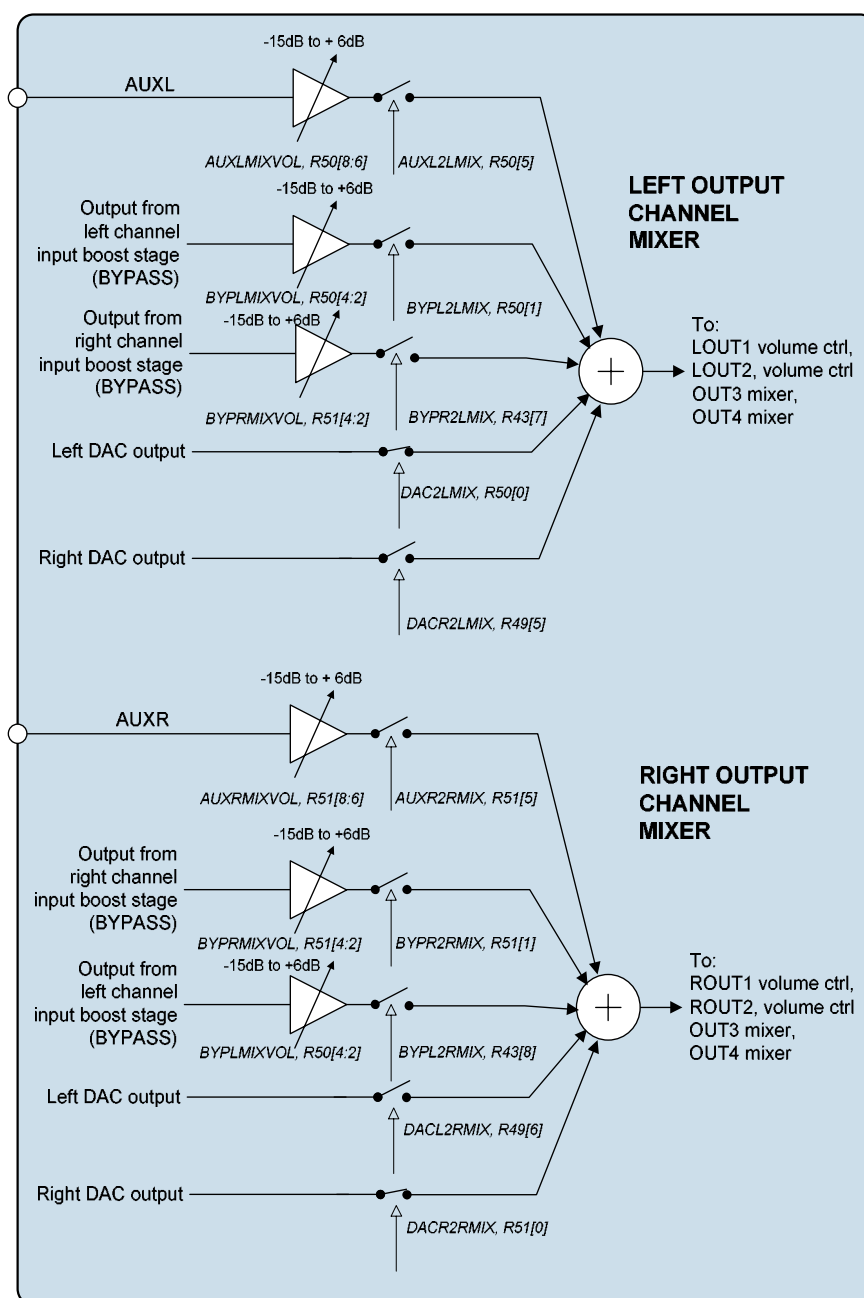 -15dB to + 6dB
AUXL
AUXLMIXVOL, R50[8:6]
AUXL2LMIX, R50[5]
LEFT OUTPUT
CHANNEL
MIXER
-15dB to +6dB
Output from
left channel
input boost stage
(BYPASS)
BYPLMIXVOL, R50[4:2]
BYPL2LMIX, R50[1]
-15dB to +6dB
Output from
right channel
input boost stage
(BYPASS)
BYPRMIXVOL, R51[4:2]
BYPR2LMIX, R43[7]
To:
LOUT1 volume ctrl,
LOUT2, volume ctrl
OUT3 mixer,
OUT4 mixer
Left DAC output
DAC2LMIX, R50[0]
Right DAC output
DACR2LMIX, R49[5]
-15dB to + 6dB
AUXR
AUXRMIXVOL, R51[8:6]
AUXR2RMIX, R51[5]
RIGHT OUTPUT
CHANNEL
MIXER
-15dB to +6dB
Output from
right channel
input boost stage
(BYPASS)
BYPRMIXVOL, R51[4:2]
BYPR2RMIX, R51[1]
-15dB to +6dB
Output from
left channel
input boost stage
(BYPASS)
BYPLMIXVOL, R50[4:2]
BYPL2RMIX, R43[8]
To:
ROUT1 volume ctrl,
ROUT2, volume ctrl
OUT3 mixer,
OUT4 mixer
Left DAC output
DACL2RMIX, R49[6]
Right DAC output
DACR2RMIX, R51[0]